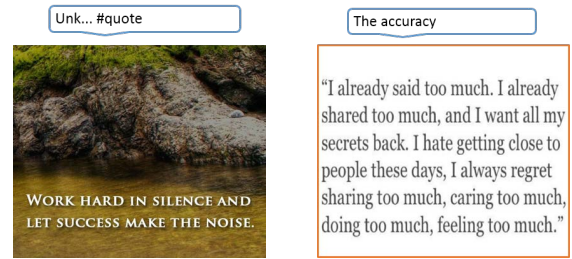 Unk... #quote
The accuracy
WORK HARD IN SILENCE AND
LET SUCCESS MAKE THE NOISE.
“I already said too much. I already
shared too much, and I want all my
secrets back. I hate getting close to
people these days, I always regret
sharing too much, caring too much,
doing too much, feeling too much.”